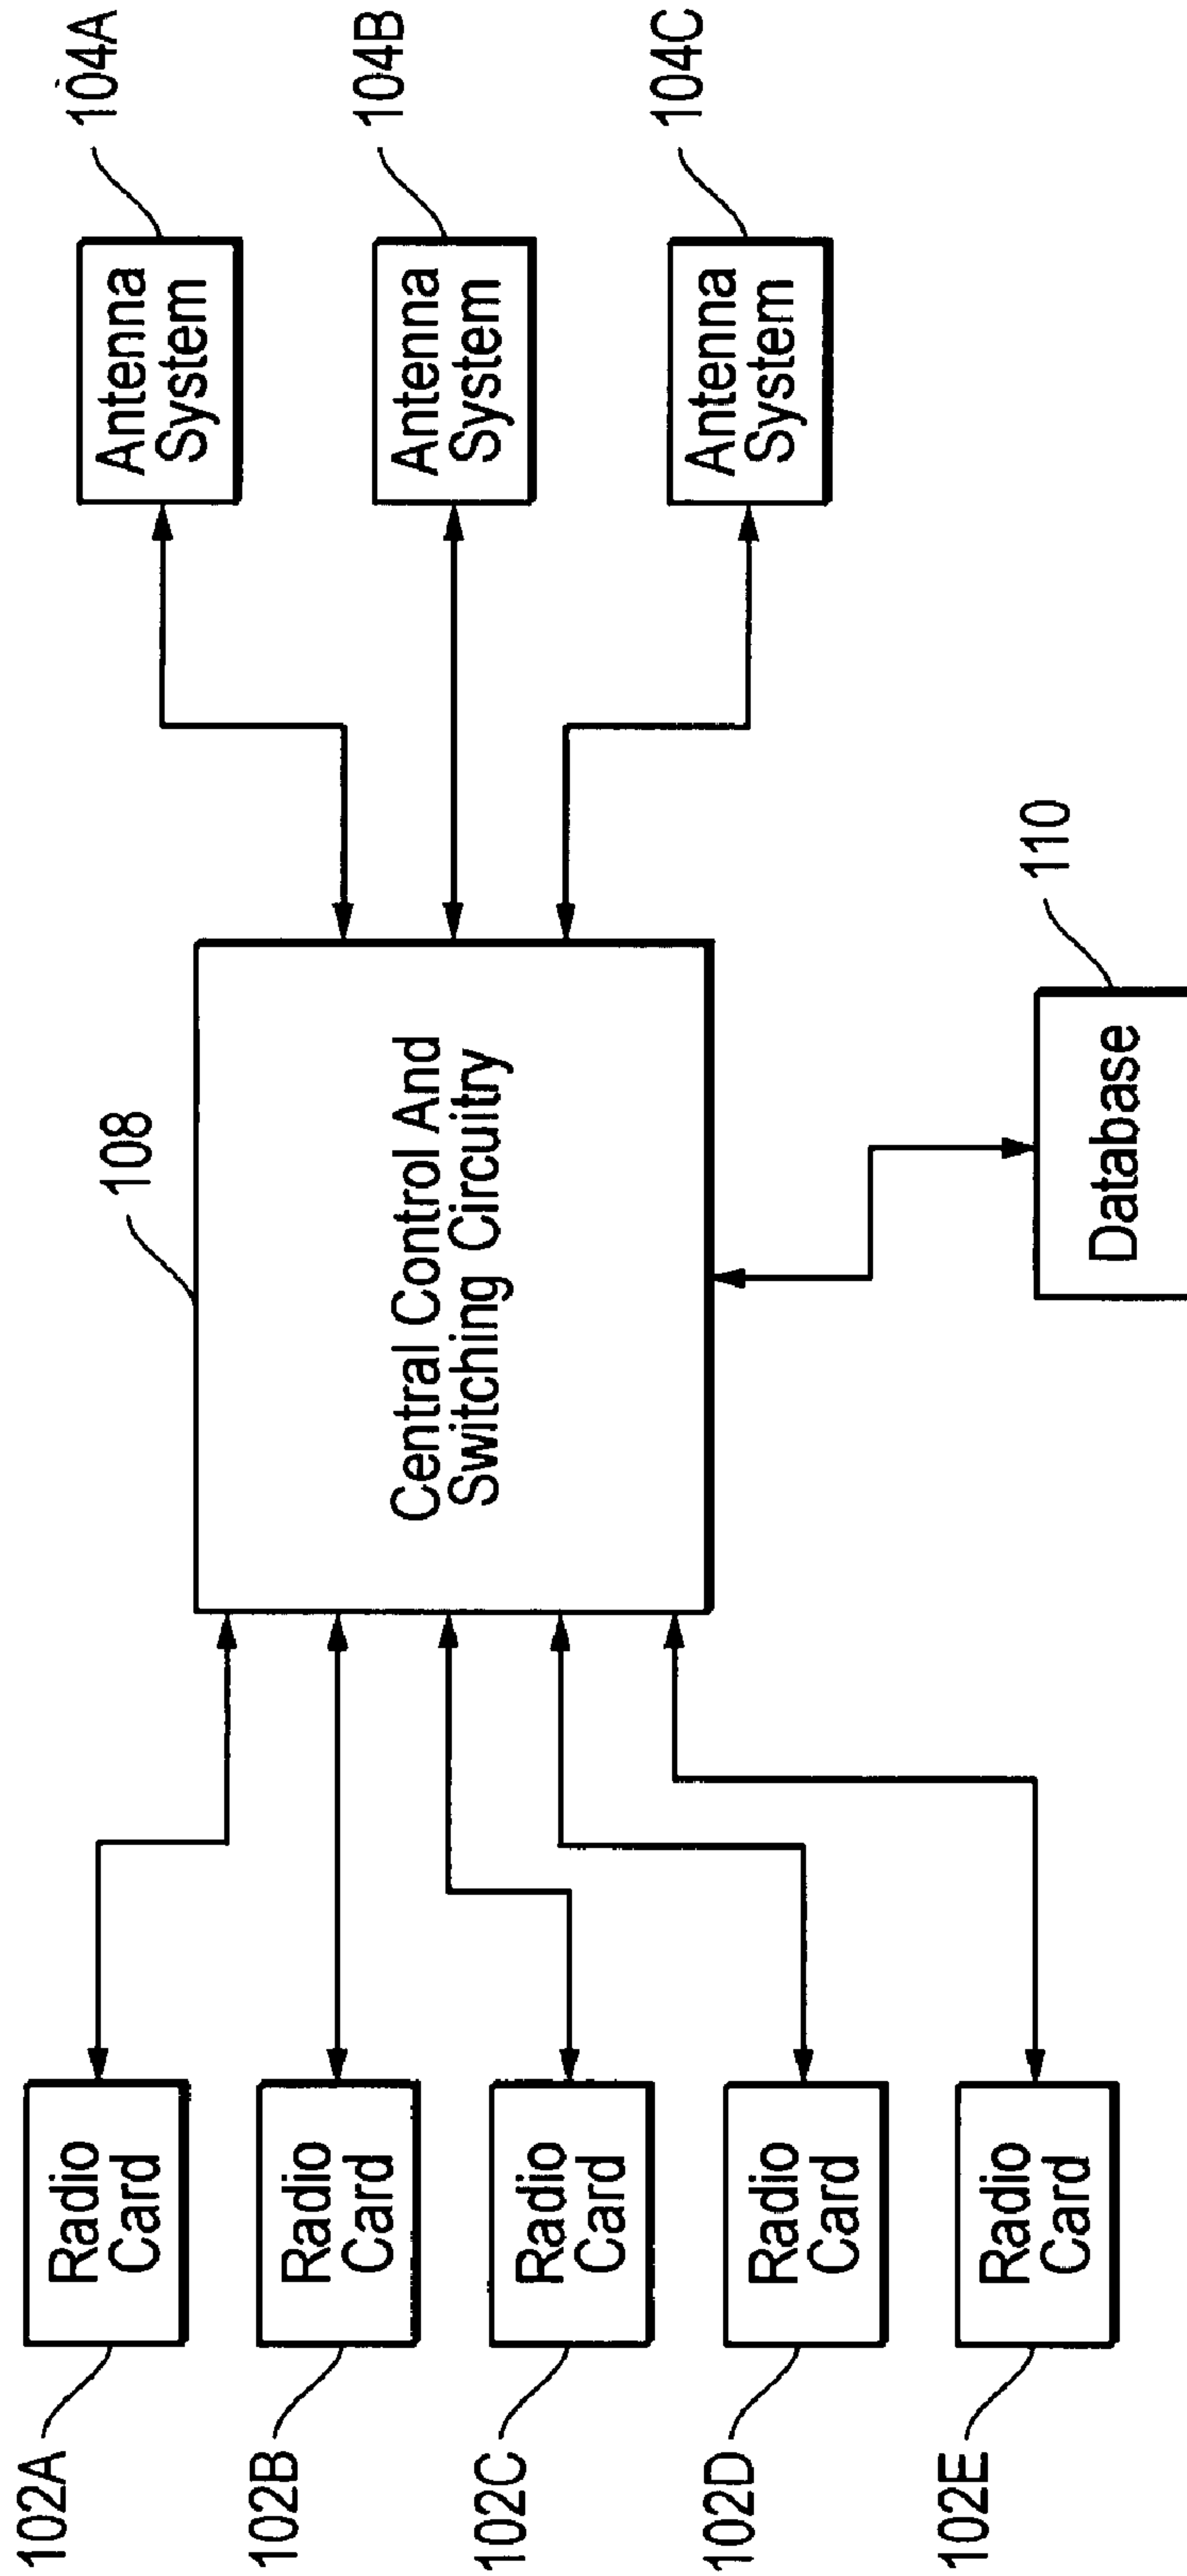 102A
Radio
Card
102B
Radio
Card
102C
Radio
Card
102D
Radio
Card
102E
Radio
Card
108
Central Control And
Switching Circuitry
104A
Antenna
System
104B
Antenna
System
104C
Antenna
System
110
Database